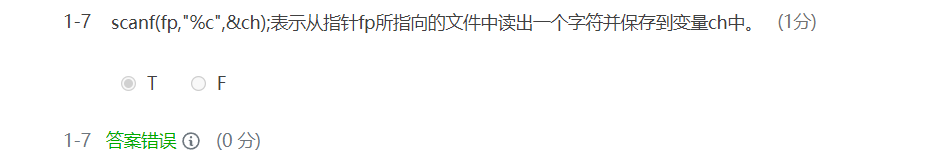 1-7 scanf(fp,"%c",&ch);表示从指针fp所指向的文件中读出一个字符并保存到变量ch中。 (1分)
T F
1-7 答案错误 (0 分)